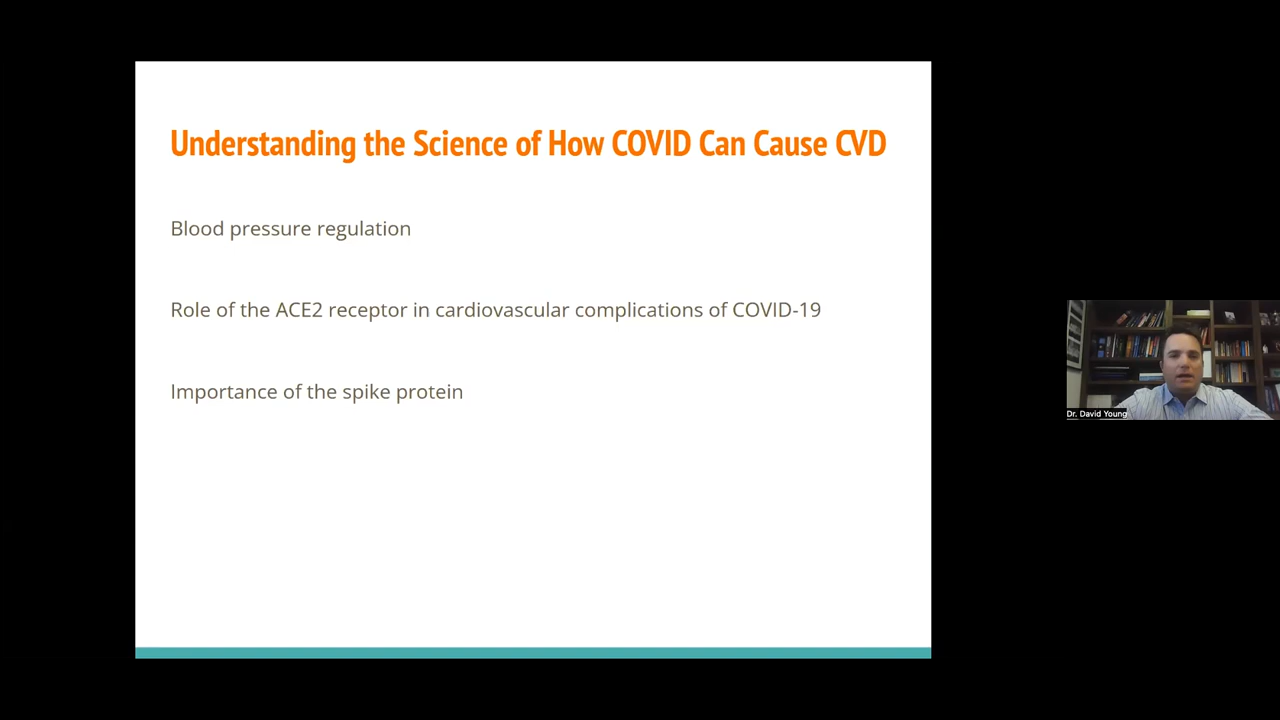 Understanding the Science of How COVID Can Cause CVD
Blood pressure regulation
Role of the ACE2 receptor in cardiovascular complications of COVID-19
Importance of the spike protein
Dr. David Young